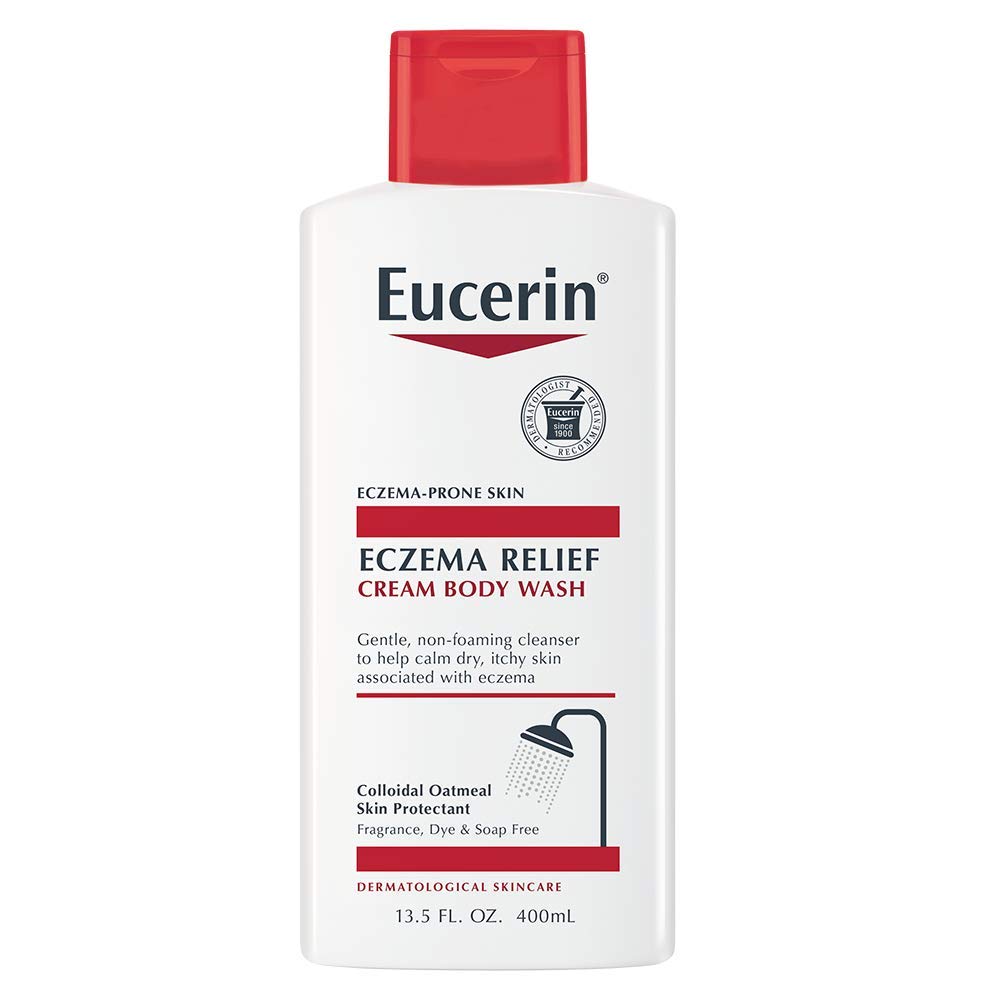 Eucerin®
DERMATOLOGIST RECOMMENDED
Eucerin
since
1900
ECZEMA-PRONE SKIN
ECZEMA RELIEF
CREAM BODY WASH
Gentle, non-foaming cleanser
to help calm dry, itchy skin
associated with eczema
Colloidal Oatmeal
Skin Protectant
Fragrance, Dye & Soap Free
DERMATOLOGICAL SKINCARE
13.5 FL. OZ. 400mL